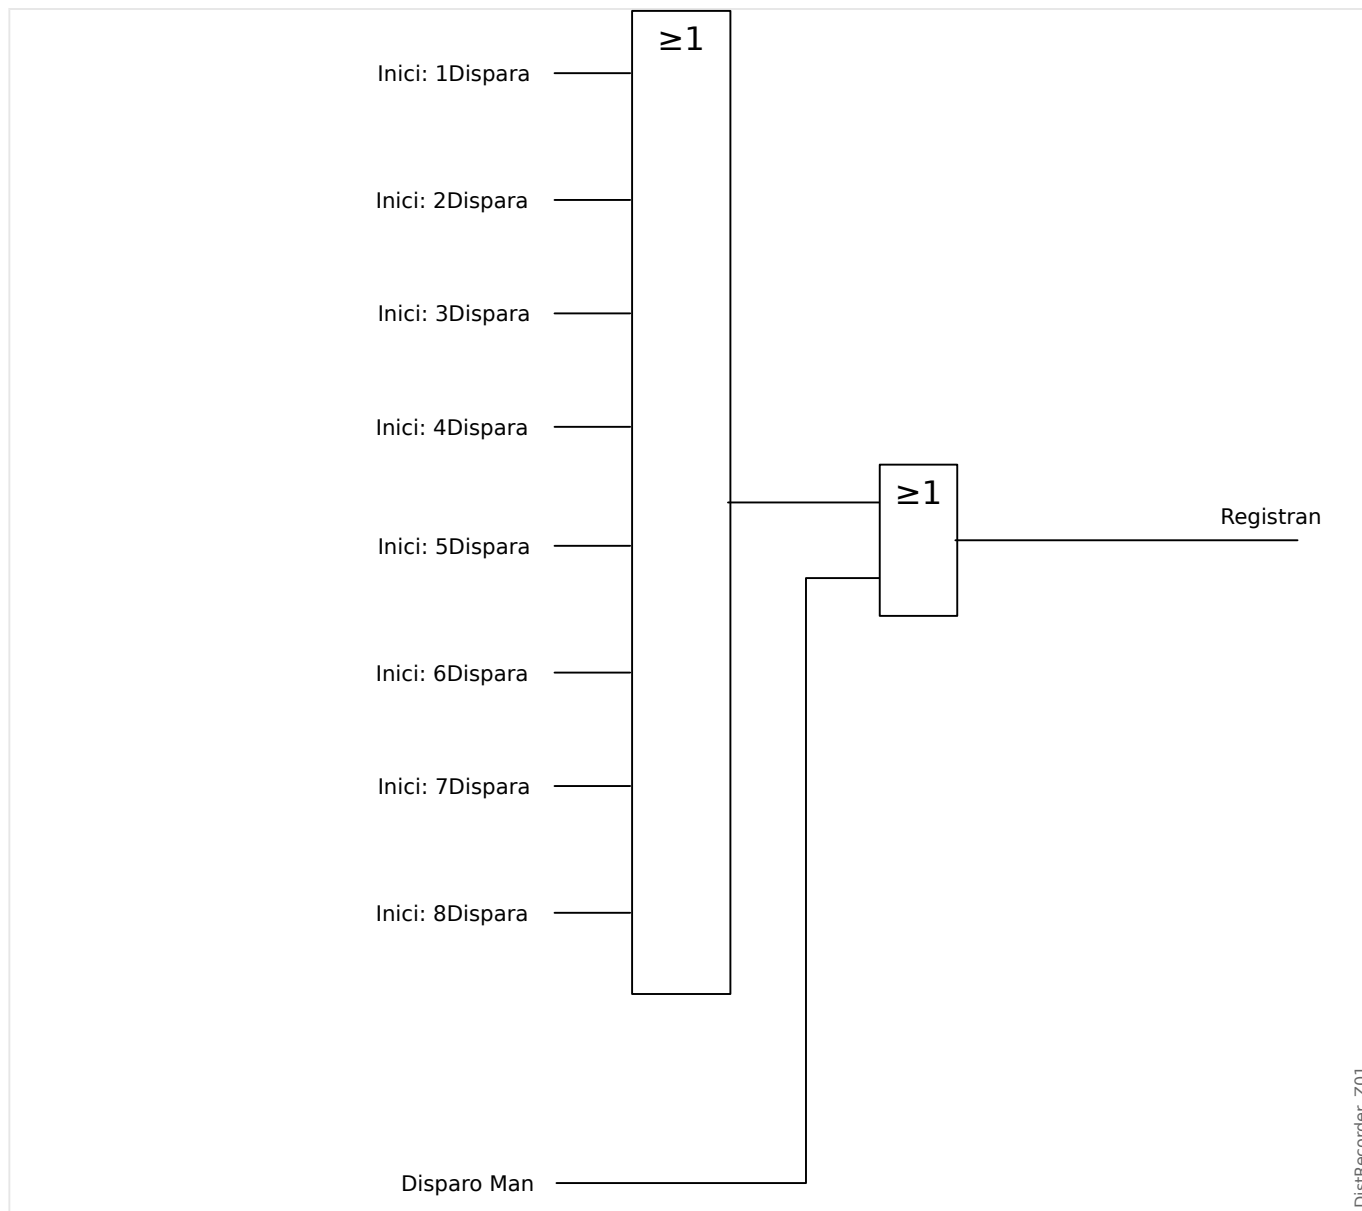 ≥1
Inici: 1Dispara
Inici: 2Dispara
Inici: 3Dispara
Inici: 4Dispara
≥1
Registran
Inici: 5Dispara
Inici: 6Dispara
Inici: 7Dispara
Inici: 8Dispara
Disparo Man
DistRecorder_Z01